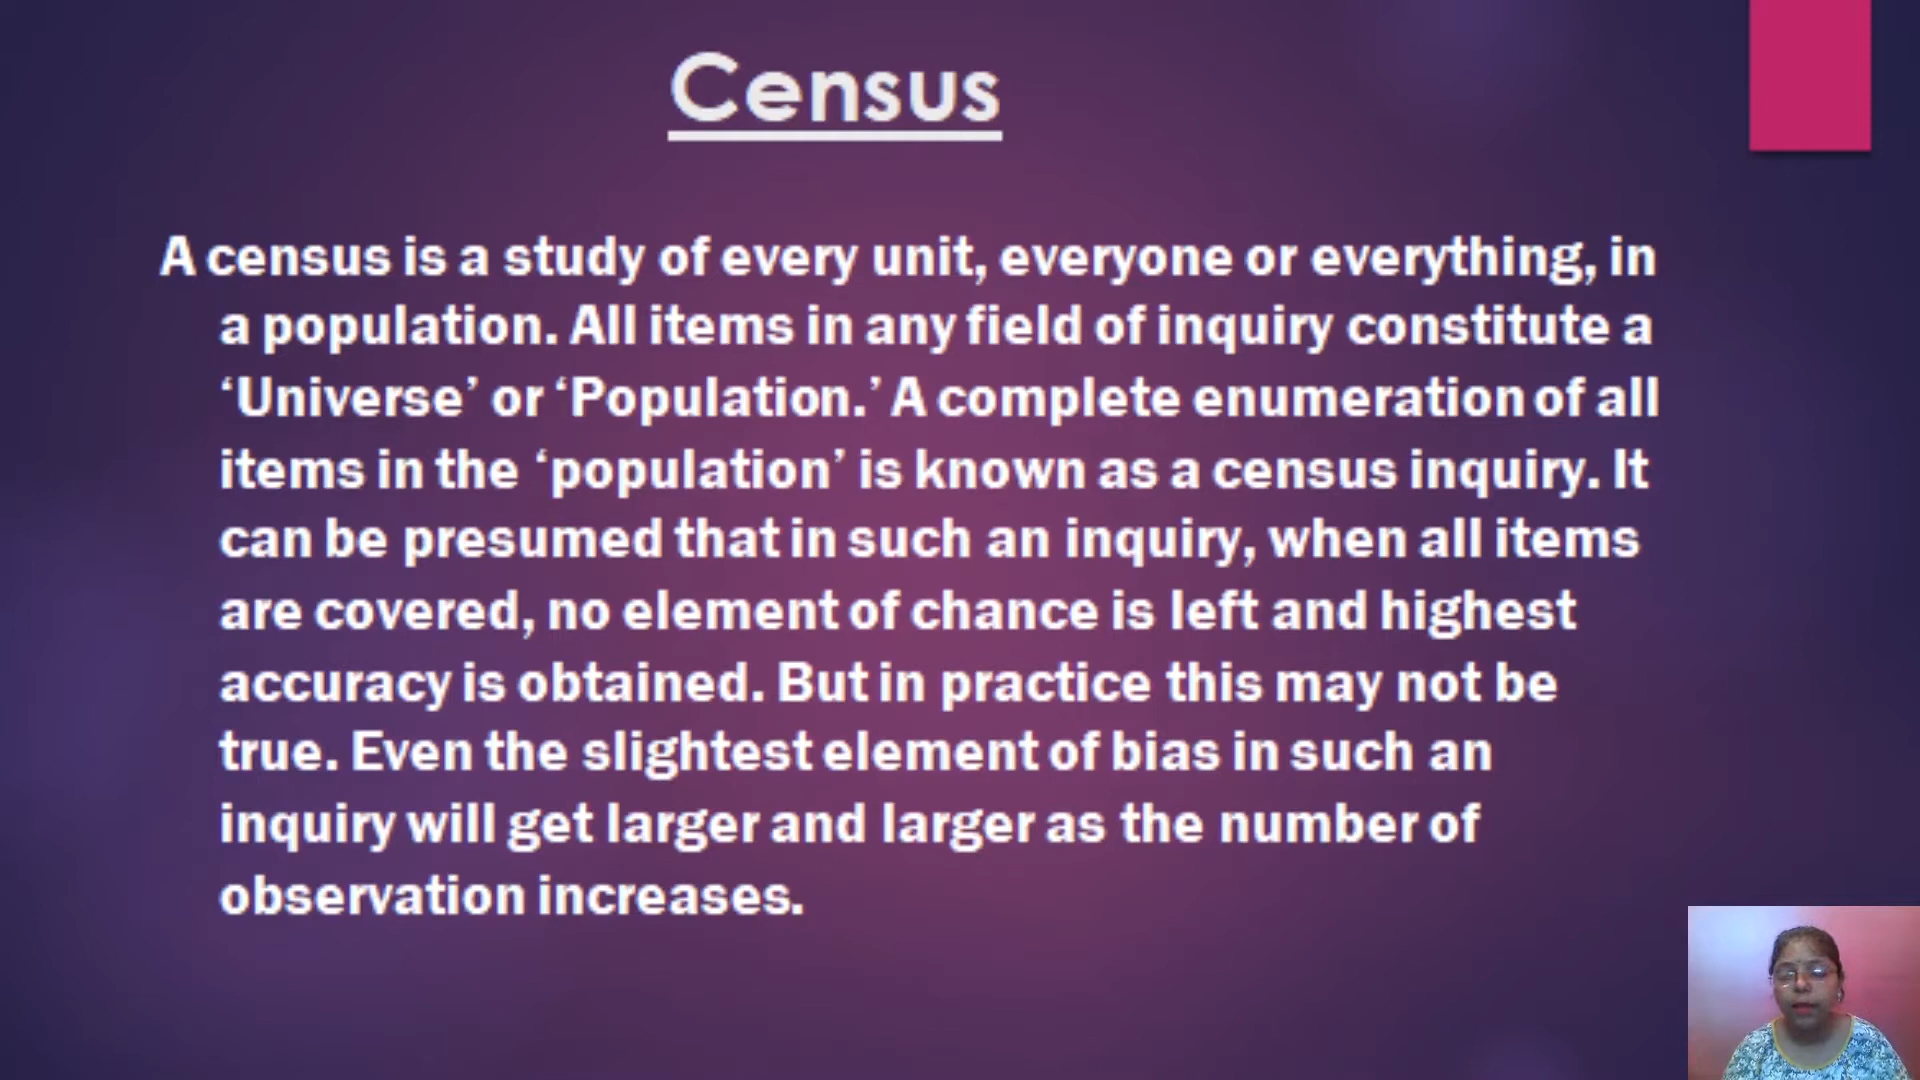 Census
A census is a study of every unit, everyone or everything, in
a population. All items in any field of inquiry constitute a
‘Universe’ or ‘Population.’ A complete enumeration of all
items in the ‘population’ is known as a census inquiry. It
can be presumed that in such an inquiry, when all items
are covered, no element of chance is left and highest
accuracy is obtained. But in practice this may not be
true. Even the slightest element of bias in such an
inquiry will get larger and larger as the number of
observation increases.